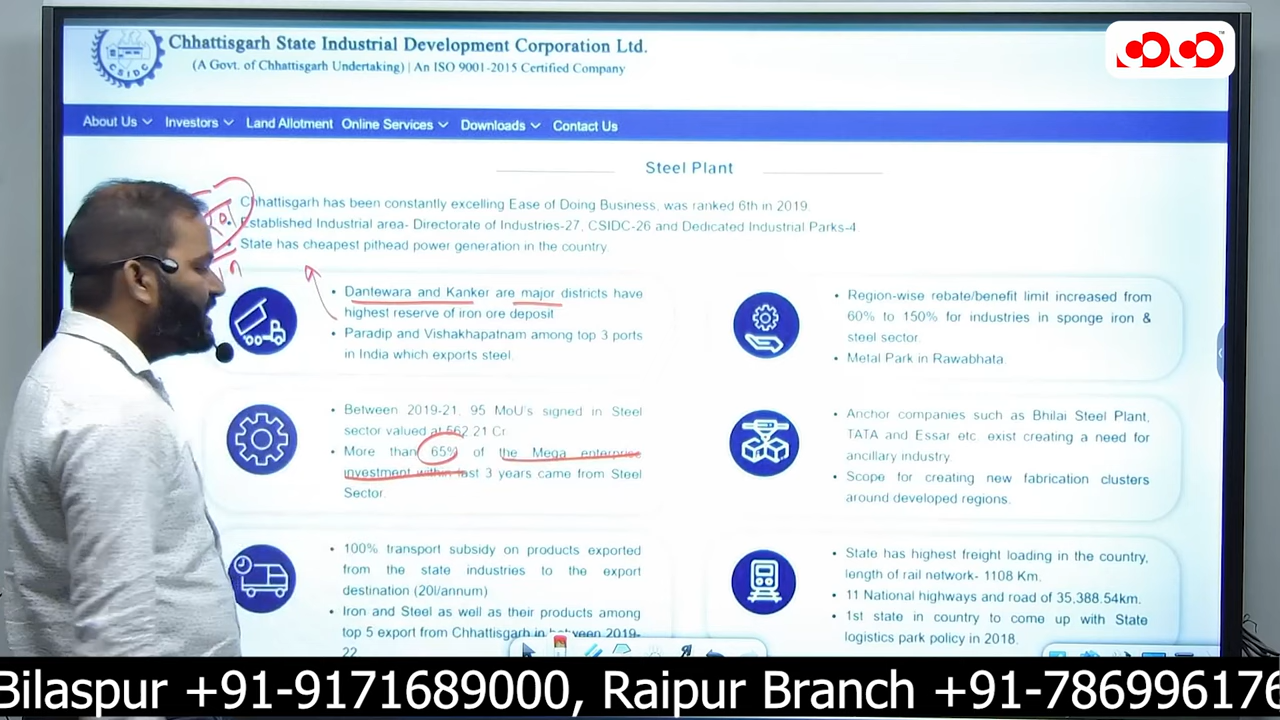 Chhattisgarh State Industrial Development Corporation Ltd.
(A Govt. of Chhattisgarh Undertaking) | An ISO 9001-2015 Certified Company
CSIDC
About Us
Investors
Land Allotment
Online Services
Downloads
Contact Us
Steel Plant
Chhattisgarh has been constantly excelling Ease of Doing Business, was ranked 6th in 2019.
Established Industrial area- Directorate of Industries-27, CSIDC-26 and Dedicated Industrial Parks-4
State has cheapest pithead power generation in the country.
• Dantewara and Kanker are major districts have
highest reserve of iron ore deposit
• Paradip and Vishakhapatnam among top 3 ports
in India which exports steel.
• Region-wise rebate/benefit limit increased from
60% to 150% for industries in sponge iron &
steel sector.
• Metal Park in Rawabhata.
• Between 2019-21, 95 MoU's signed in Steel
sector valued at 562.21 Cr.
• More than 65% of the Mega enterprise
investment within last 3 years came from Steel
Sector.
• Anchor companies such as Bhilai Steel Plant,
TATA and Essar etc exist creating a need for
ancillary industry.
• Scope for creating new fabrication clusters
around developed regions.
• 100% transport subsidy on products exported
from the state industries to the export
destination (20l/annum)
• Iron and Steel as well as their products among
top 5 export from Chhattisgarh in between 2019-
22
• State has highest freight loading in the country,
length of rail network- 1108 Km.
• 11 National highways and road of 35,388.54km.
• 1st state in country to come up with State
logistics park policy in 2018.
Bilaspur +91-9171689000, Raipur Branch +91-786996176